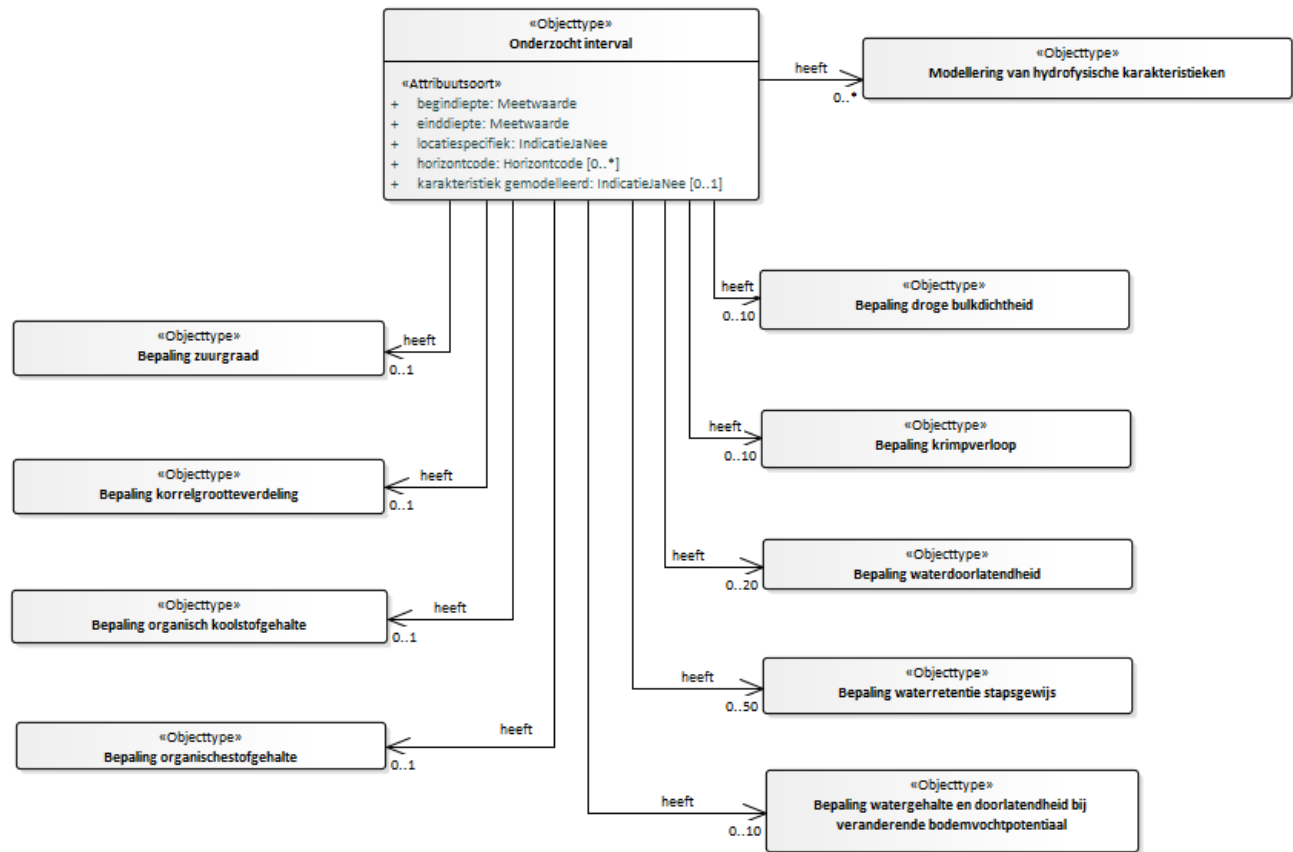 «Objecttype»
Onderzocht interval
«Attribuutsoort»
+ begindiepte: Meetwaarde
+ einddiepte: Meetwaarde
+ locatiespecifiek: IndicatieJaNee
+ horizontcode: Horizontcode [0..*]
+ karakteristiek gemodelleerd: IndicatieJaNee [0..1]
heeft
0..*
«Objecttype»
Modellering van hydrofysische karakteristieken
heeft
0..10
«Objecttype»
Bepaling droge bulkdichtheid
heeft
0..1
«Objecttype»
Bepaling zuurgraad
heeft
0..10
«Objecttype»
Bepaling krimpverloop
heeft
0..1
«Objecttype»
Bepaling korrelgrootteverdeling
heeft
0..20
«Objecttype»
Bepaling waterdoorlatendheid
heeft
0..1
«Objecttype»
Bepaling organisch koolstofgehalte
heeft
0..50
«Objecttype»
Bepaling waterretentie stapsgewijs
heeft
0..1
«Objecttype»
Bepaling organischestofgehalte
heeft
0..10
«Objecttype»
Bepaling watergehalte en doorlatendheid bij
veranderende bodemvochtpotentiaal